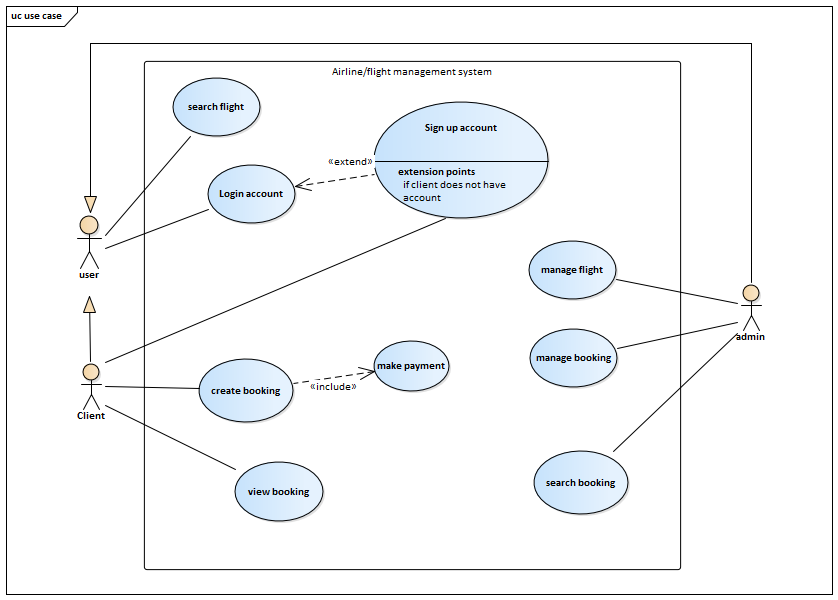 uc use case
Airline/flight management system
search flight
Sign up account
«extend»
extension points
if client does not have
account
Login account
manage flight
user
admin
manage booking
make payment
«include»
create booking
Client
view booking
search booking